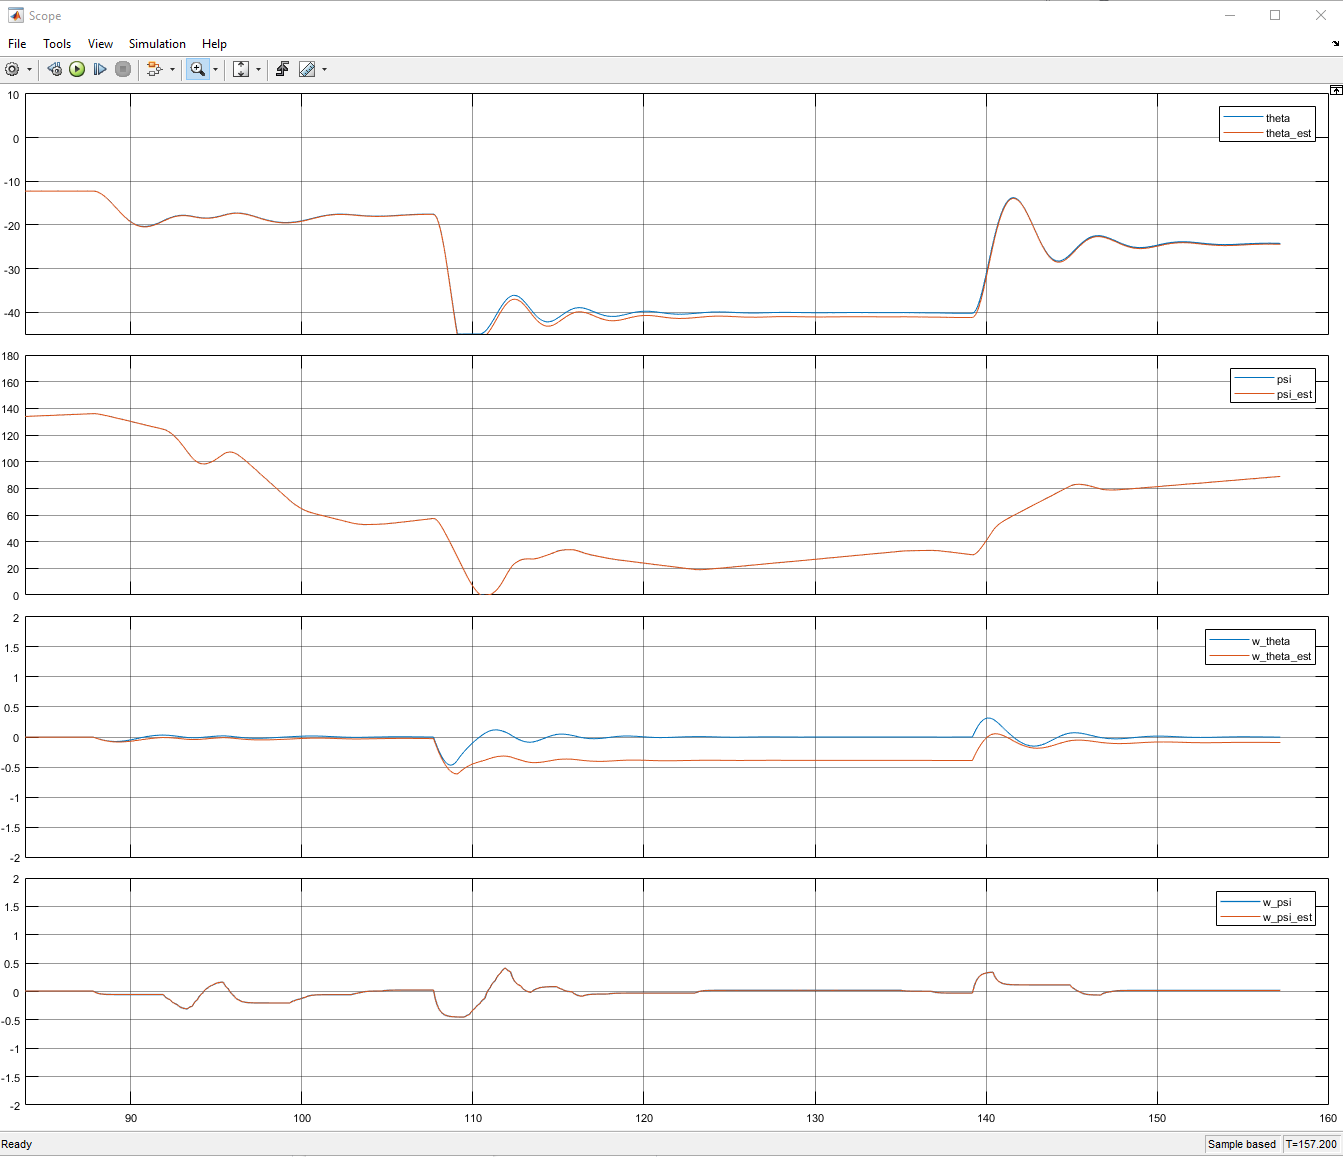 Scope
File Tools View Simulation Help
10
0
-10
-20
-30
-40
theta
theta_est
180
160
140
120
100
80
60
40
20
0
psi
psi_est
2
1.5
1
0.5
0
-0.5
-1
-1.5
-2
w_theta
w_theta_est
2
1.5
1
0.5
0
-0.5
-1
-1.5
-2
w_psi
w_psi_est
90 100 110 120 130 140 150 160
Ready Sample based T=157.200